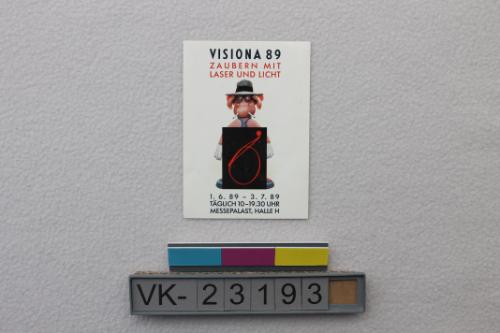 VISIONA 89
ZAUBERN MIT
LASER UND LICHT
1. 6. 89 – 3. 7. 89
TÄGLICH 10–19.30 UHR
MESSEPALAST, HALLE H
VK-23193